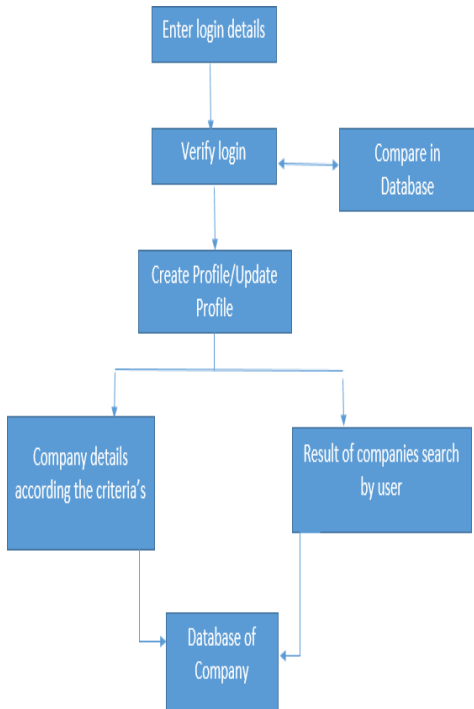 Enter login details
Verify login
Compare in
Database
Create Profile/Update
Profile
Company details
according the criteria's
Result of companies search
by user
Database of
Company